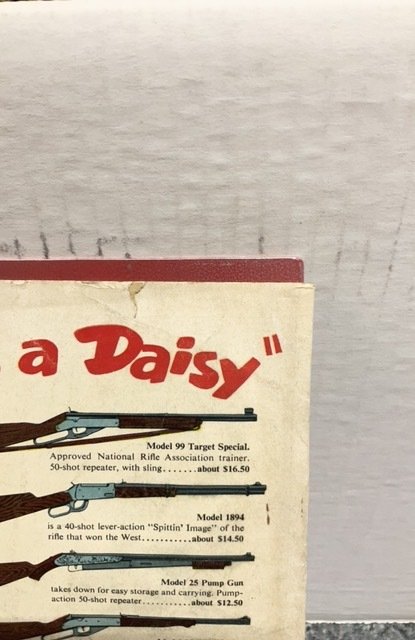 a Daisy"
Model 99 Target Special.
Approved National Rifle Association trainer.
50-shot repeater, with sling.......about $16.50
Model 1894
is a 40-shot lever-action "Spittin' Image" of the
rifle that won the West...........about $14.50
Model 25 Pump Gun
takes down for easy storage and carrying. Pump-
action 50-shot repeater...........about $12.50